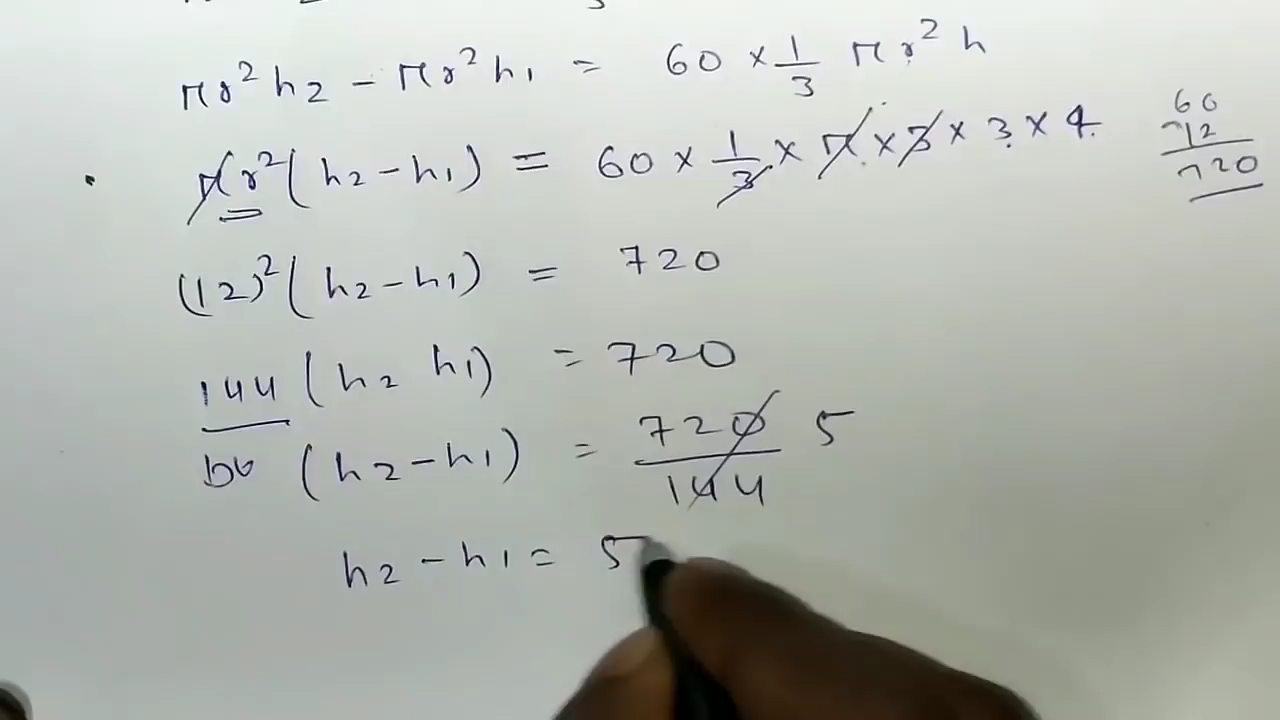 πr²h2 - πr²h1 = 60 × 1/3 πr²h
πr²(h2-h1) = 60 × 1/3 × π × 3 × 3 × 4
60
12
720
(12)²(h2-h1) = 720
144 (h2 h1) = 720
(h2-h1) = 720/144 5
h2-h1 = 5